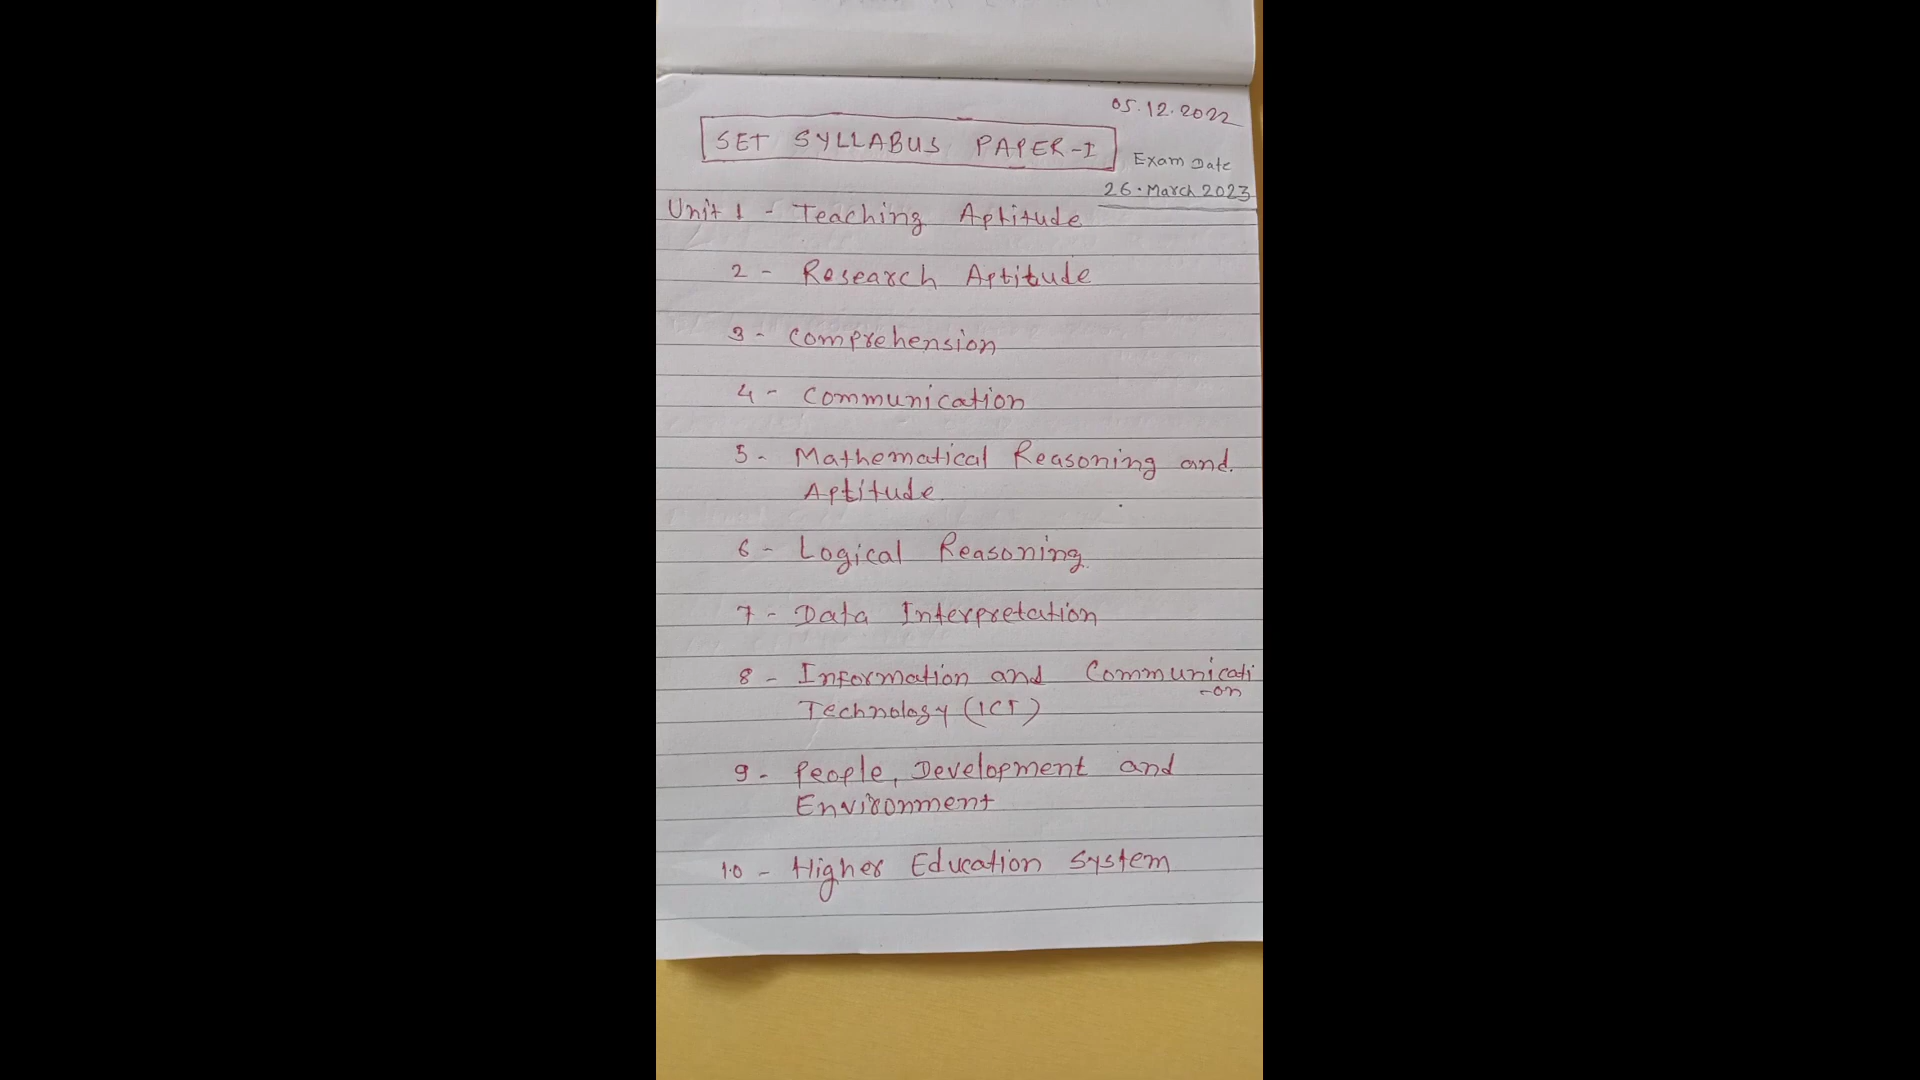 05.12.2022
SET SYLLABUS PAPER-I
Exam Date
26.March 2023
Unit 1 - Teaching Aptitude
2 - Research Aptitude
3 - Comprehension
4 - Communication
5 - Mathematical Reasoning and
Aptitude
6 - Logical Reasoning
7 - Data Interpretation
8 - Information and Communicati
-on
Technology (ICT)
9 - People, Development and
Environment
10 - Higher Education System